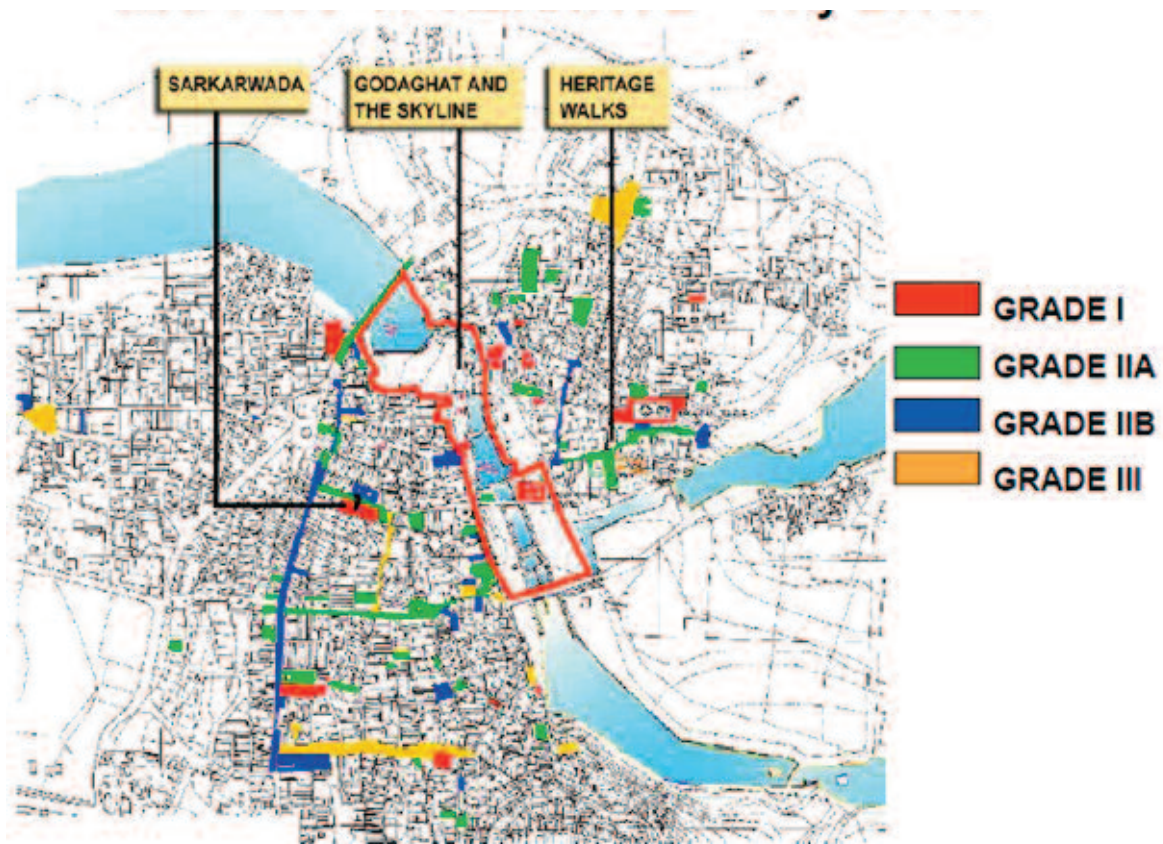 SARKARWADA
GODAGHAT AND
THE SKYLINE
HERITAGE
WALKS
GRADE I
GRADE IIA
GRADE IIB
GRADE III